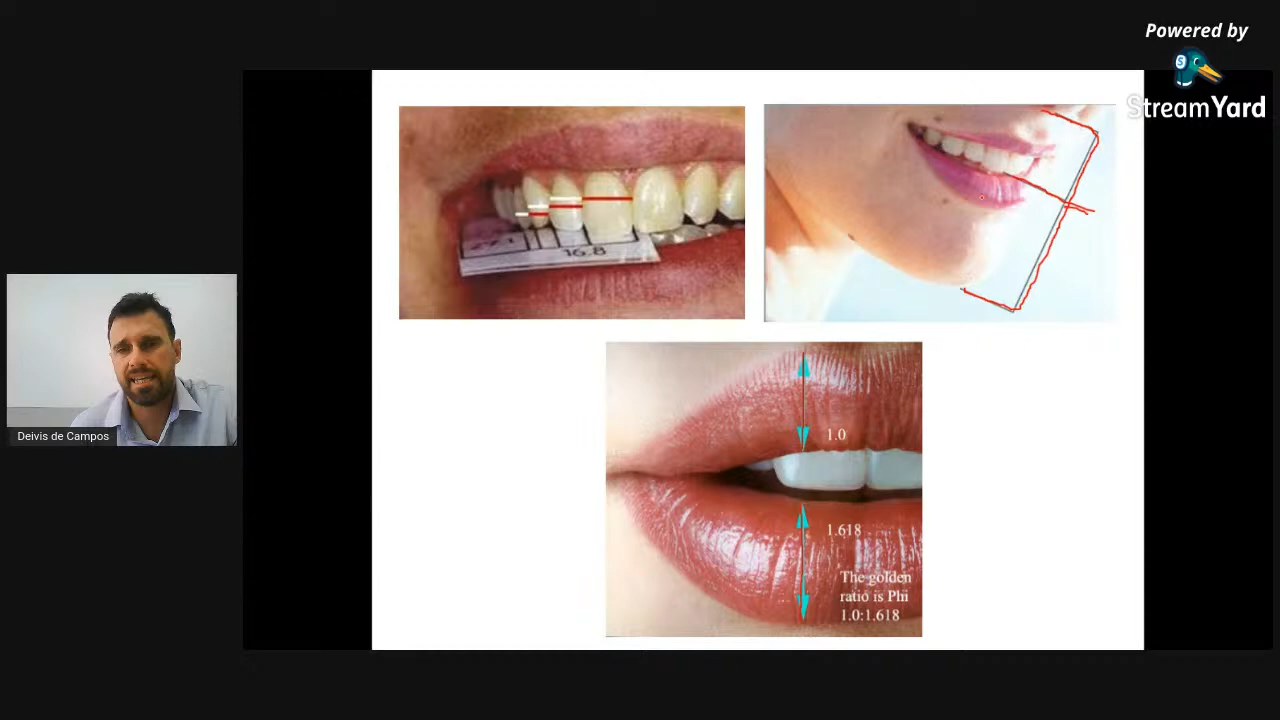 Powered by
StreamYard
16.8
1.0
1.618
The golden
ratio is Phi
1.0:1.618
Deivis de Campos